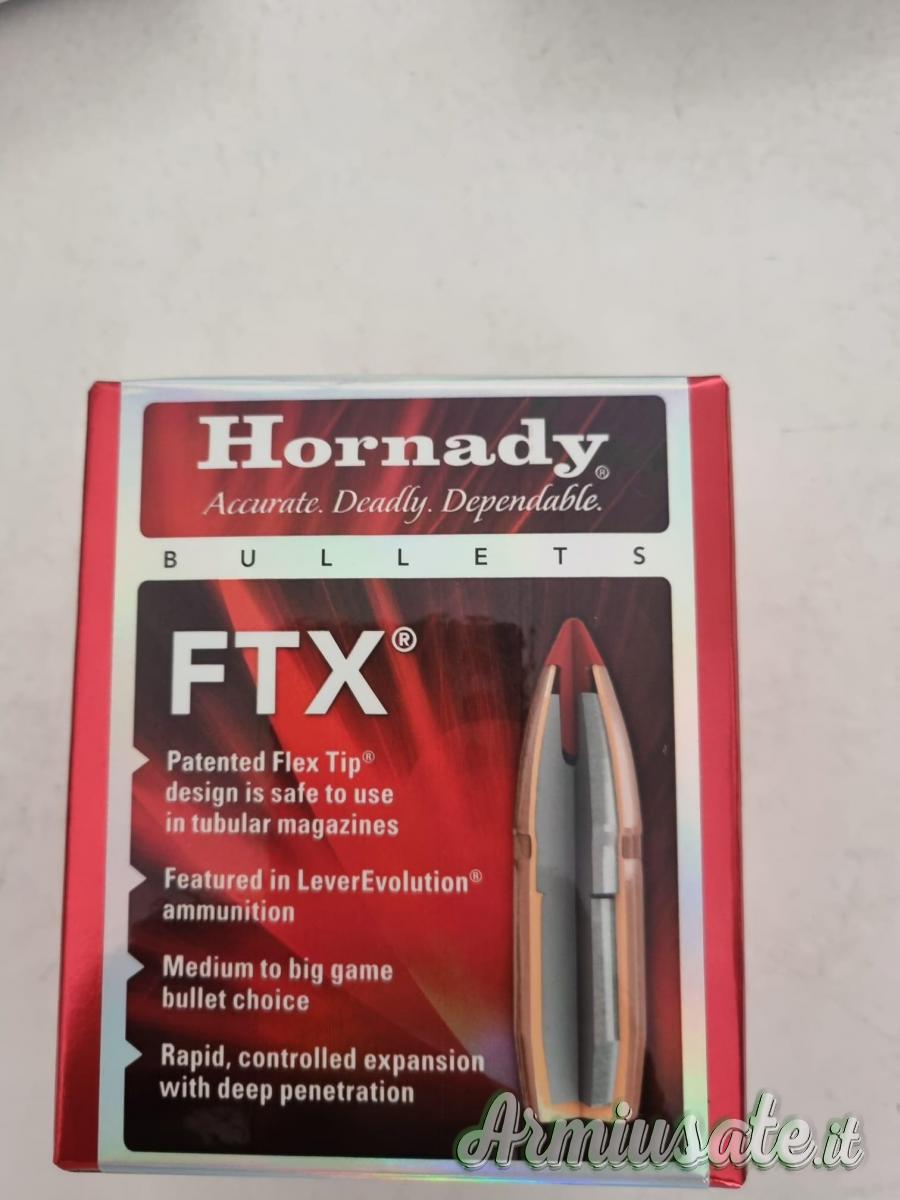 Hornady®
Accurate. Deadly. Dependable.
BULLETS
FTX®
Patented Flex Tip®
design is safe to use
in tubular magazines
Featured in LeverEvolution®
ammunition
Medium to big game
bullet choice
Rapid, controlled expansion
with deep penetration
Armiusate.it